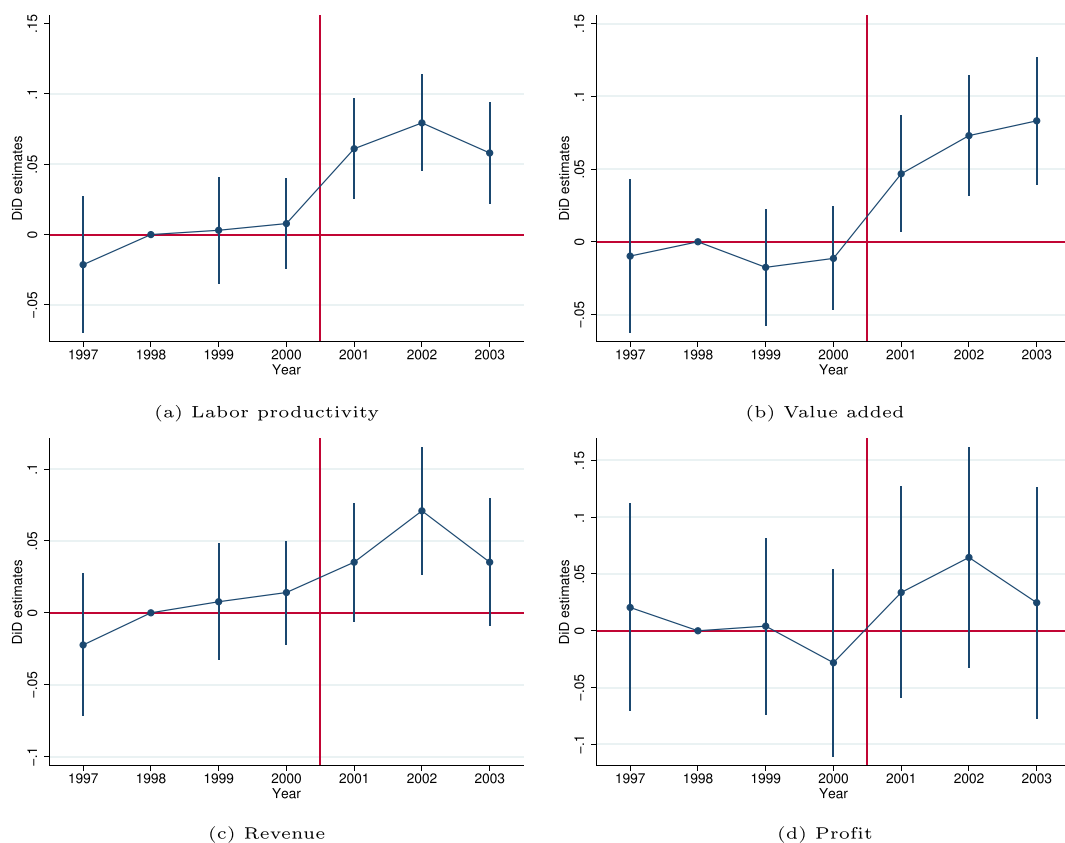 .15
.1
.05
0
−.05
DiD estimates
1997 1998 1999 2000 2001 2002 2003
Year
(a) Labor productivity
.15
.1
.05
0
−.05
DiD estimates
1997 1998 1999 2000 2001 2002 2003
Year
(b) Value added
.1
.05
0
−.05
−.1
DiD estimates
1997 1998 1999 2000 2001 2002 2003
Year
(c) Revenue
.15
.1
.05
0
−.05
−.1
DiD estimates
1997 1998 1999 2000 2001 2002 2003
Year
(d) Profit